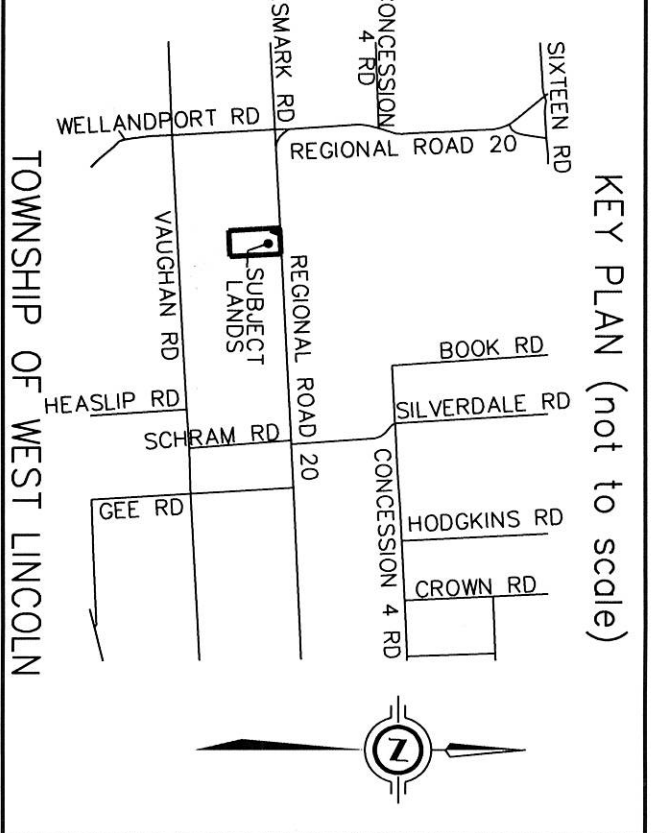 KEY PLAN (not to scale)
SIXTEEN RD
CONCESSION
4 RD
SMARK RD
WELLANDPORT RD
REGIONAL ROAD 20
REGIONAL ROAD 20
SUBJECT
LANDS
VAUGHAN RD
BOOK RD
SILVERDALE RD
HEASLIP RD
SCHRAM RD
CONCESSION 4 RD
HODGKINS RD
GEE RD
CROWN RD
N
TOWNSHIP OF WEST LINCOLN